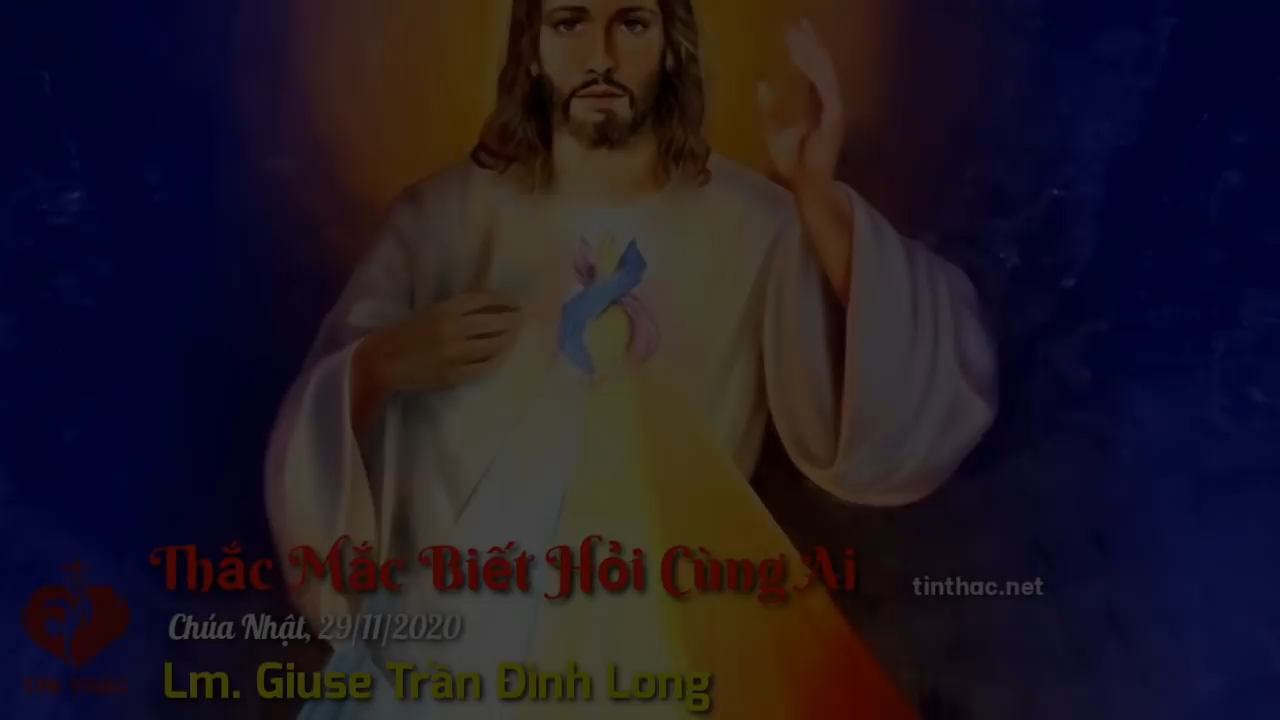 Thắc Mắc Biết Hỏi Cùng Ai
tinthac.net
Chúa Nhật, 29/11/2020
Lm. Giuse Trần Đình Long